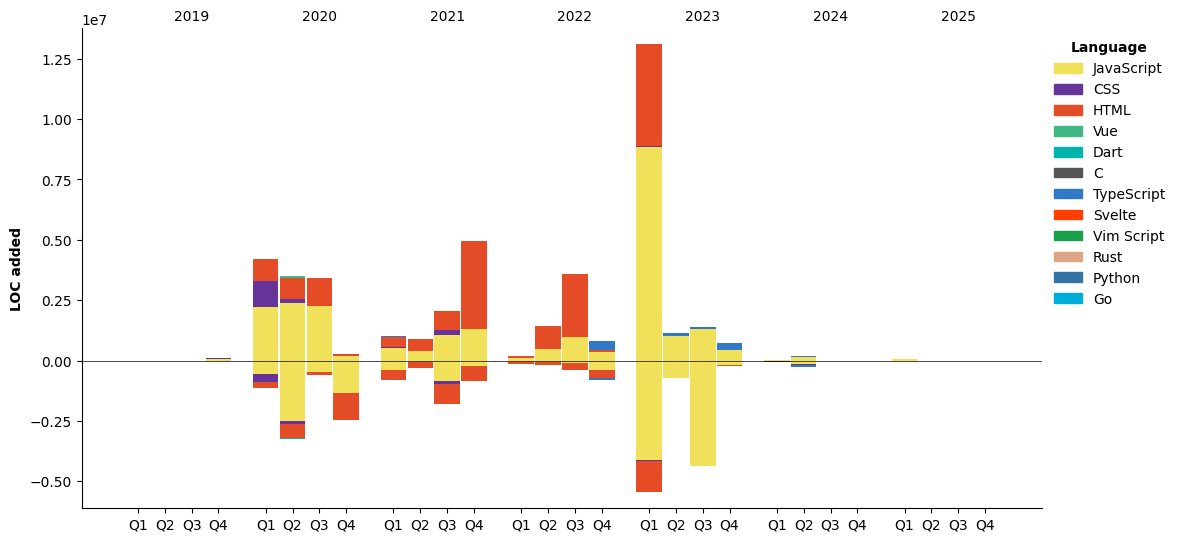 2019 2020 2021 2022 2023 2024 2025
1e7
1.25
1.00
0.75
0.50
0.25
0.00
−0.25
−0.50
LOC added
Q1 Q2 Q3 Q4 Q1 Q2 Q3 Q4 Q1 Q2 Q3 Q4 Q1 Q2 Q3 Q4 Q1 Q2 Q3 Q4 Q1 Q2 Q3 Q4 Q1 Q2 Q3 Q4
Language
JavaScript
CSS
HTML
Vue
Dart
C
TypeScript
Svelte
Vim Script
Rust
Python
Go